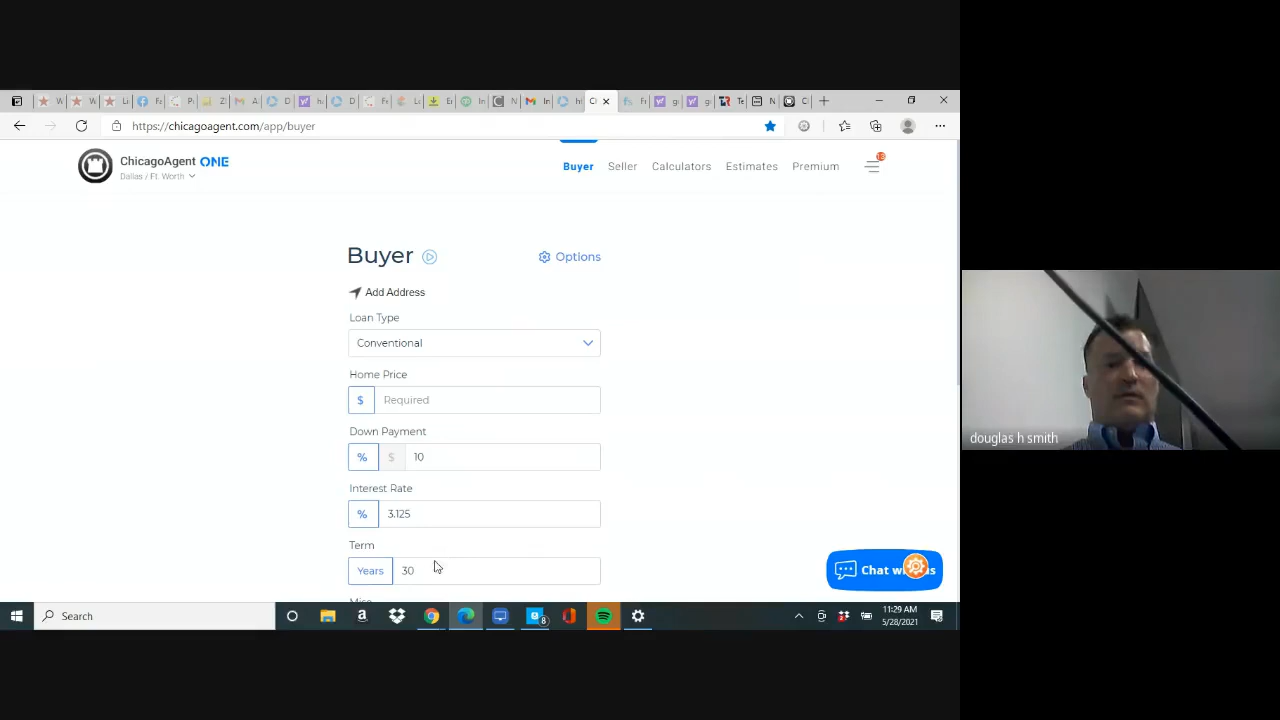 https://chicagoagent.com/app/buyer
ChicagoAgent ONE
Dallas / Ft. Worth
Buyer Seller Calculators Estimates Premium
13
Buyer
Options
Add Address
Loan Type
Conventional
Home Price
$ Required
Down Payment
% $ 10
Interest Rate
% 3.125
Term
Years 30
Chat w
s
douglas h smith
Search
8
11:29 AM
5/28/2021